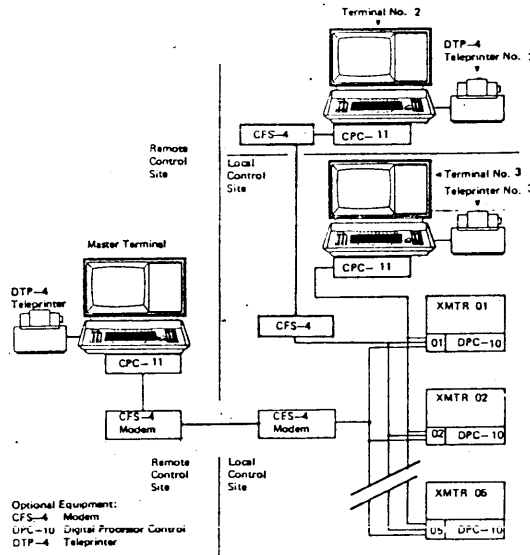 Terminal No. 2
DTP-4
Teleprinter No.
CFS-4
CPC-11
Remote
Control
Site
Local
Control
Site
Terminal No. 3
Teleprinter No. 3
CPC-11
Master Terminal
DTP-4
Teleprinter
CPC-11
CFS-4
XMTR 01
01
DPC-10
CFS-4
Modem
CFS-4
Modem
XMTR 02
02
DPC-10
Remote
Control
Site
Local
Control
Site
XMTR 05
05
DPC-10
Optional Equipment:
CFS-4 Modem
DPC-10 Digital Processor Control
DTP-4 Teleprinter